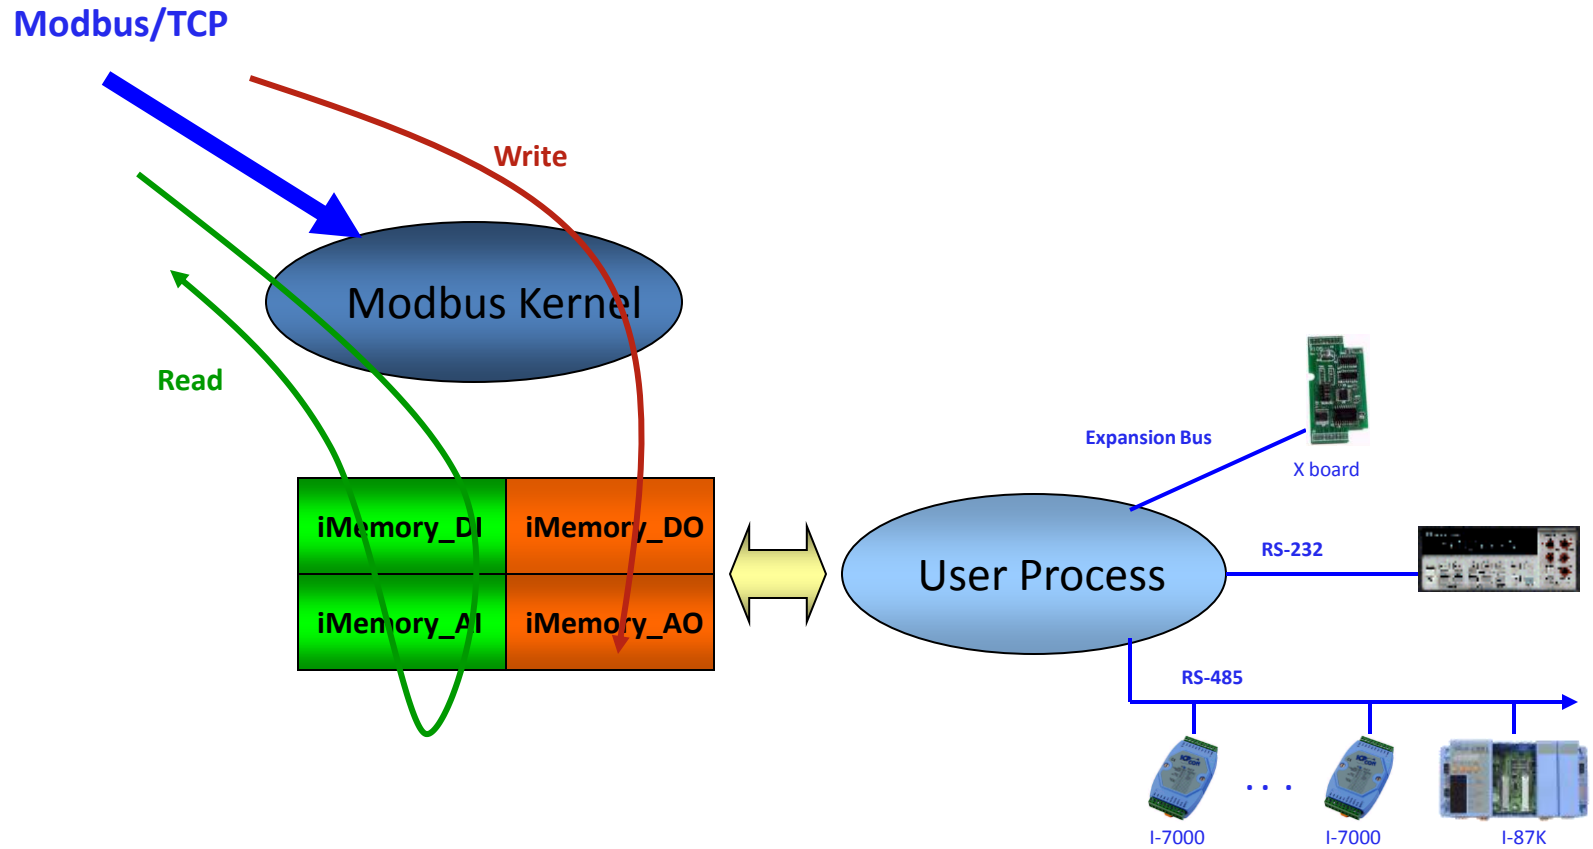 Modbus/TCP
Write
Modbus Kernel
Read
Expansion Bus
X board
iMemory_DI
iMemory_DO
RS-232
User Process
iMemory_AI
iMemory_AO
RS-485
. . .
I-7000
I-7000
I-87K